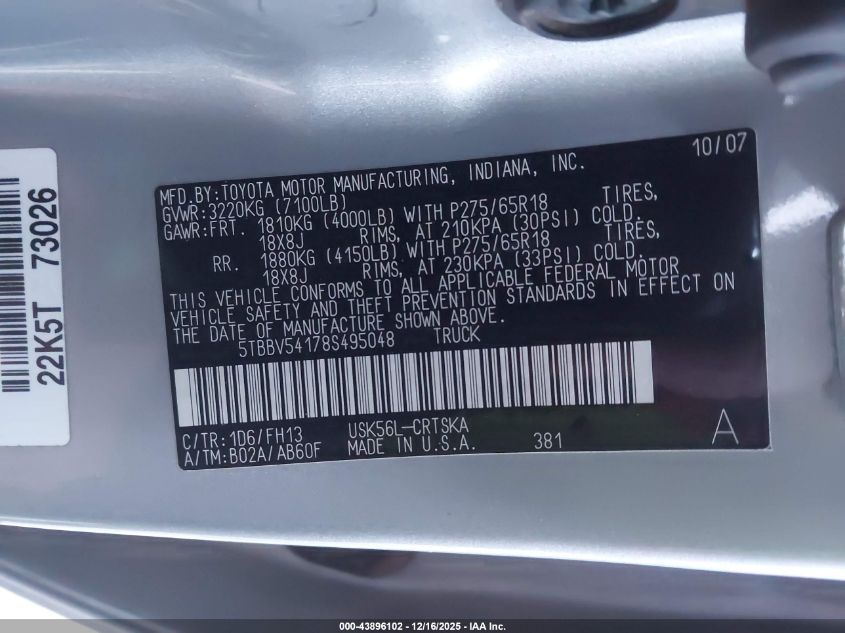 22K5T 73026
10/07
MFD.BY:TOYOTA MOTOR MANUFACTURING, INDIANA, INC.
GVWR:3220KG (7100LB)
GAWR:FRT. 1810KG (4000LB) WITH P275/65R18 TIRES,
18X8J RIMS, AT 210KPA (30PSI) COLD.
RR. 1880KG (4150LB) WITH P275/65R18 TIRES,
18X8J RIMS, AT 230KPA (33PSI) COLD.
THIS VEHICLE CONFORMS TO ALL APPLICABLE FEDERAL MOTOR
VEHICLE SAFETY AND THEFT PREVENTION STANDARDS IN EFFECT ON
THE DATE OF MANUFACTURE SHOWN ABOVE.
5TBBV54178S495048 TRUCK
C/TR:1D6/FH13 USK56L-CRTSKA
A/TM:B02A/AB60F MADE IN U.S.A. 381 A
000-43896102 - 12/16/2025 - IAA Inc.